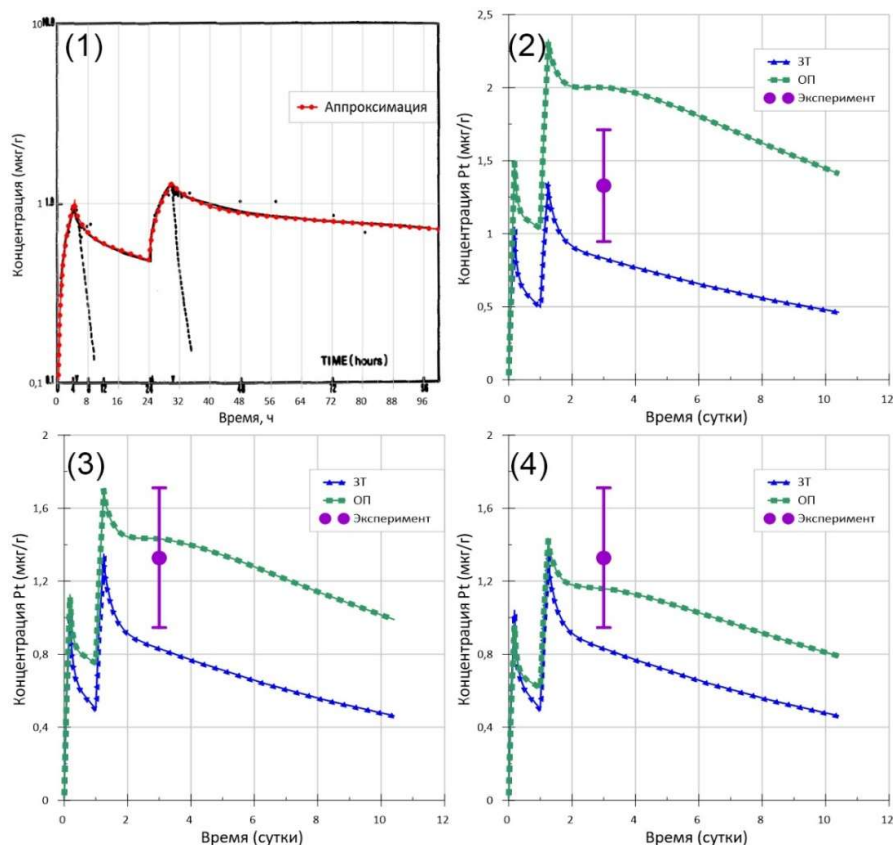 (1)
Концентрация (мкг/г)
10,0
1,0
0,1
Аппроксимация
TIME (hours)
0 4 8 12 16 20 24 28 32 36 40 48 56 64 72 80 88 96
Время, ч
(2)
Концентрация Pt (мкг/г)
2,5
2
1,5
1
0,5
0
ЗТ
ОП
Эксперимент
0 2 4 6 8 10 12
Время (сутки)
(3)
Концентрация Pt (мкг/г)
2
1,6
1,2
0,8
0,4
0
ЗТ
ОП
Эксперимент
0 2 4 6 8 10 12
Время (сутки)
(4)
Концентрация Pt (мкг/г)
2
1,6
1,2
0,8
0,4
0
ЗТ
ОП
Эксперимент
0 2 4 6 8 10 12
Время (сутки)